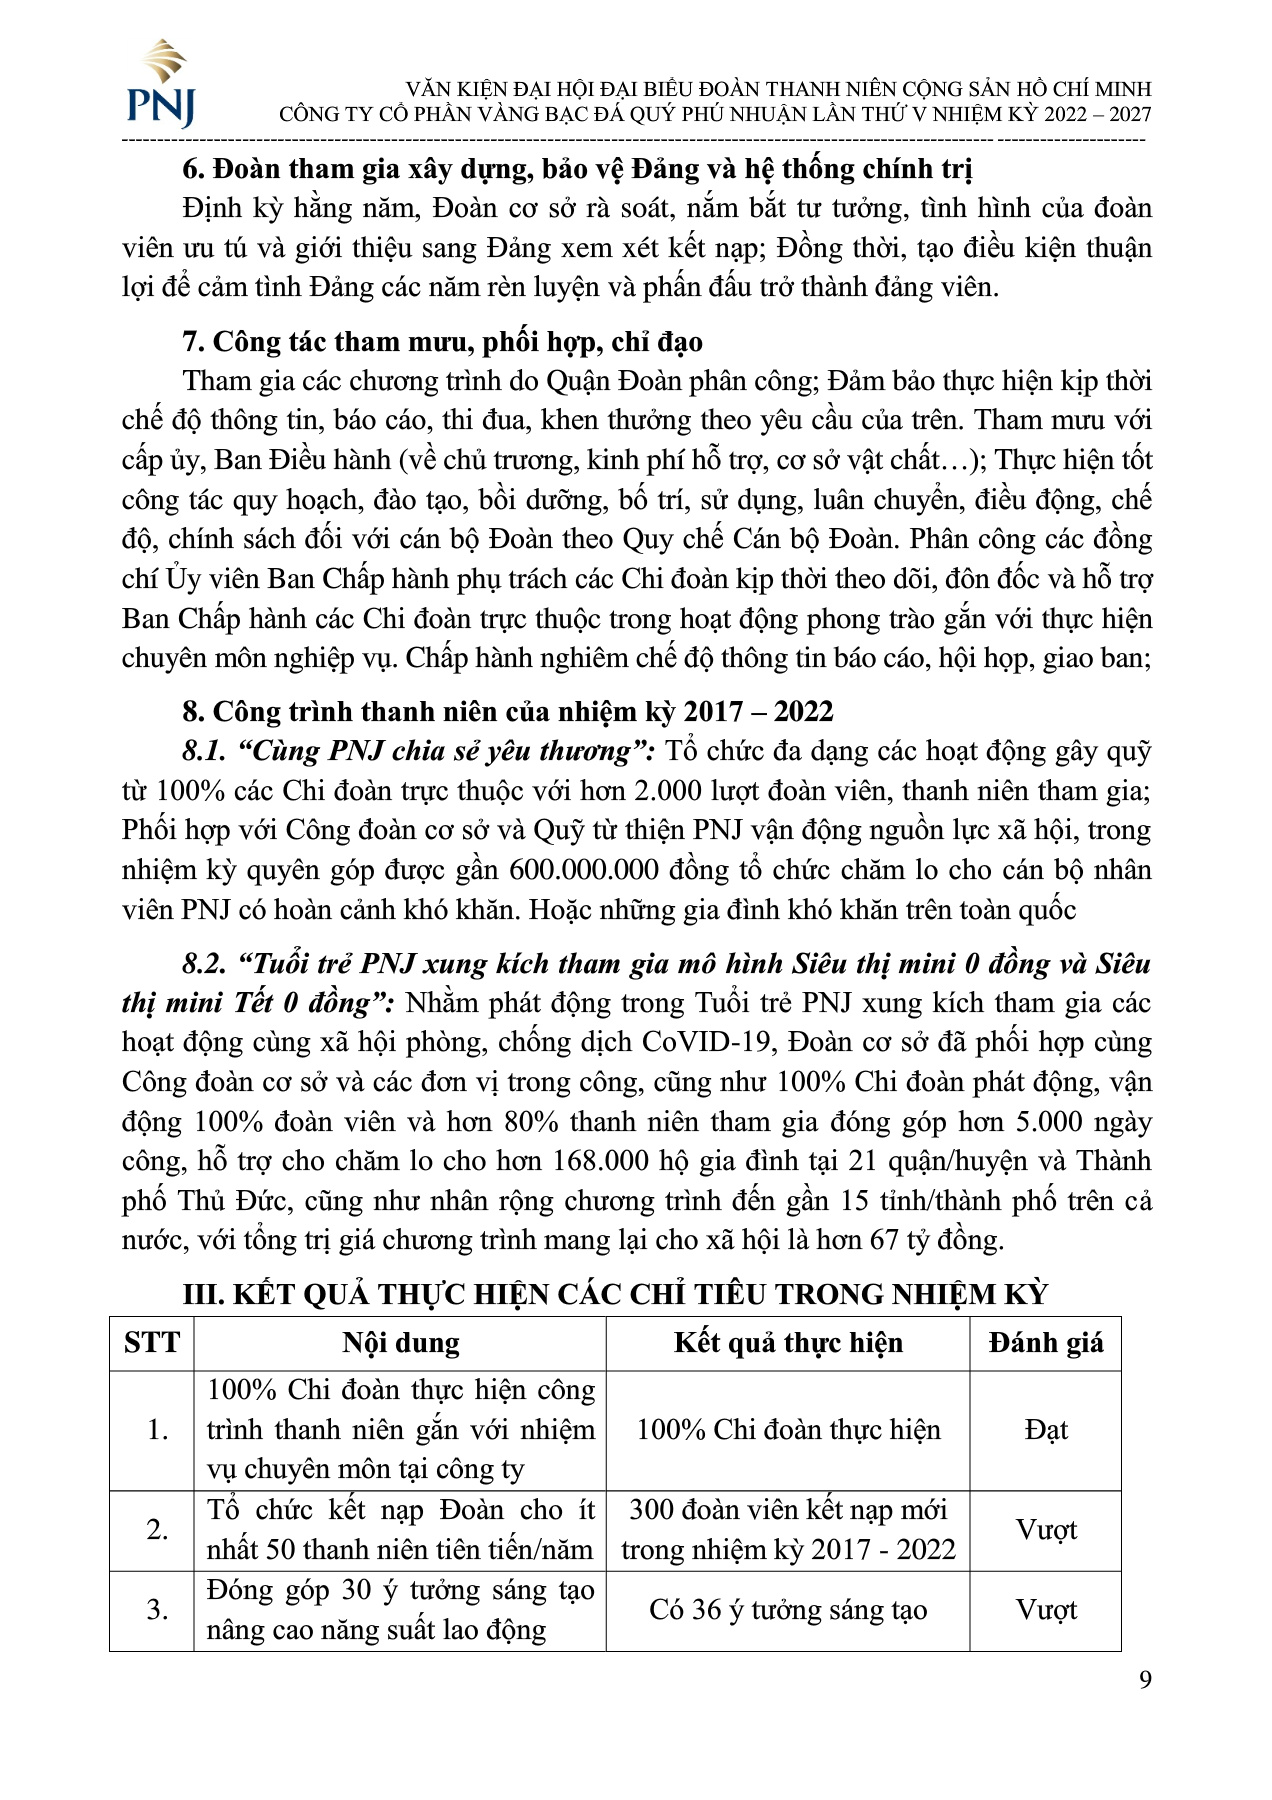 PNJ
VĂN KIỆN ĐẠI HỘI ĐẠI BIỂU ĐOÀN THANH NIÊN CỘNG SẢN HỒ CHÍ MINH
CÔNG TY CỔ PHẦN VÀNG BẠC ĐÁ QUÝ PHÚ NHUẬN LẦN THỨ V NHIỆM KỲ 2022 – 2027
6. Đoàn tham gia xây dựng, bảo vệ Đảng và hệ thống chính trị
Định kỳ hằng năm, Đoàn cơ sở rà soát, nắm bắt tư tưởng, tình hình của đoàn
viên ưu tú và giới thiệu sang Đảng xem xét kết nạp; Đồng thời, tạo điều kiện thuận
lợi để cảm tình Đảng các năm rèn luyện và phấn đấu trở thành đảng viên.
7. Công tác tham mưu, phối hợp, chỉ đạo
Tham gia các chương trình do Quận Đoàn phân công; Đảm bảo thực hiện kịp thời
chế độ thông tin, báo cáo, thi đua, khen thưởng theo yêu cầu của trên. Tham mưu với
cấp ủy, Ban Điều hành (về chủ trương, kinh phí hỗ trợ, cơ sở vật chất…); Thực hiện tốt
công tác quy hoạch, đào tạo, bồi dưỡng, bố trí, sử dụng, luân chuyển, điều động, chế
độ, chính sách đối với cán bộ Đoàn theo Quy chế Cán bộ Đoàn. Phân công các đồng
chí Ủy viên Ban Chấp hành phụ trách các Chi đoàn kịp thời theo dõi, đôn đốc và hỗ trợ
Ban Chấp hành các Chi đoàn trực thuộc trong hoạt động phong trào gắn với thực hiện
chuyên môn nghiệp vụ. Chấp hành nghiêm chế độ thông tin báo cáo, hội họp, giao ban;
8. Công trình thanh niên của nhiệm kỳ 2017 – 2022
8.1. “Cùng PNJ chia sẻ yêu thương”: Tổ chức đa dạng các hoạt động gây quỹ
từ 100% các Chi đoàn trực thuộc với hơn 2.000 lượt đoàn viên, thanh niên tham gia;
Phối hợp với Công đoàn cơ sở và Quỹ từ thiện PNJ vận động nguồn lực xã hội, trong
nhiệm kỳ quyên góp được gần 600.000.000 đồng tổ chức chăm lo cho cán bộ nhân
viên PNJ có hoàn cảnh khó khăn. Hoặc những gia đình khó khăn trên toàn quốc
8.2. “Tuổi trẻ PNJ xung kích tham gia mô hình Siêu thị mini 0 đồng và Siêu
thị mini Tết 0 đồng”: Nhằm phát động trong Tuổi trẻ PNJ xung kích tham gia các
hoạt động cùng xã hội phòng, chống dịch CoVID-19, Đoàn cơ sở đã phối hợp cùng
Công đoàn cơ sở và các đơn vị trong công, cũng như 100% Chi đoàn phát động, vận
động 100% đoàn viên và hơn 80% thanh niên tham gia đóng góp hơn 5.000 ngày
công, hỗ trợ cho chăm lo cho hơn 168.000 hộ gia đình tại 21 quận/huyện và Thành
phố Thủ Đức, cũng như nhân rộng chương trình đến gần 15 tỉnh/thành phố trên cả
nước, với tổng trị giá chương trình mang lại cho xã hội là hơn 67 tỷ đồng.
III. KẾT QUẢ THỰC HIỆN CÁC CHỈ TIÊU TRONG NHIỆM KỲ
STT Nội dung Kết quả thực hiện Đánh giá
100% Chi đoàn thực hiện công
1. trình thanh niên gắn với nhiệm 100% Chi đoàn thực hiện Đạt
vụ chuyên môn tại công ty
Tổ chức kết nạp Đoàn cho ít 300 đoàn viên kết nạp mới
2. nhất 50 thanh niên tiên tiến/năm trong nhiệm kỳ 2017 - 2022 Vượt
Đóng góp 30 ý tưởng sáng tạo
3. nâng cao năng suất lao động Có 36 ý tưởng sáng tạo Vượt
9